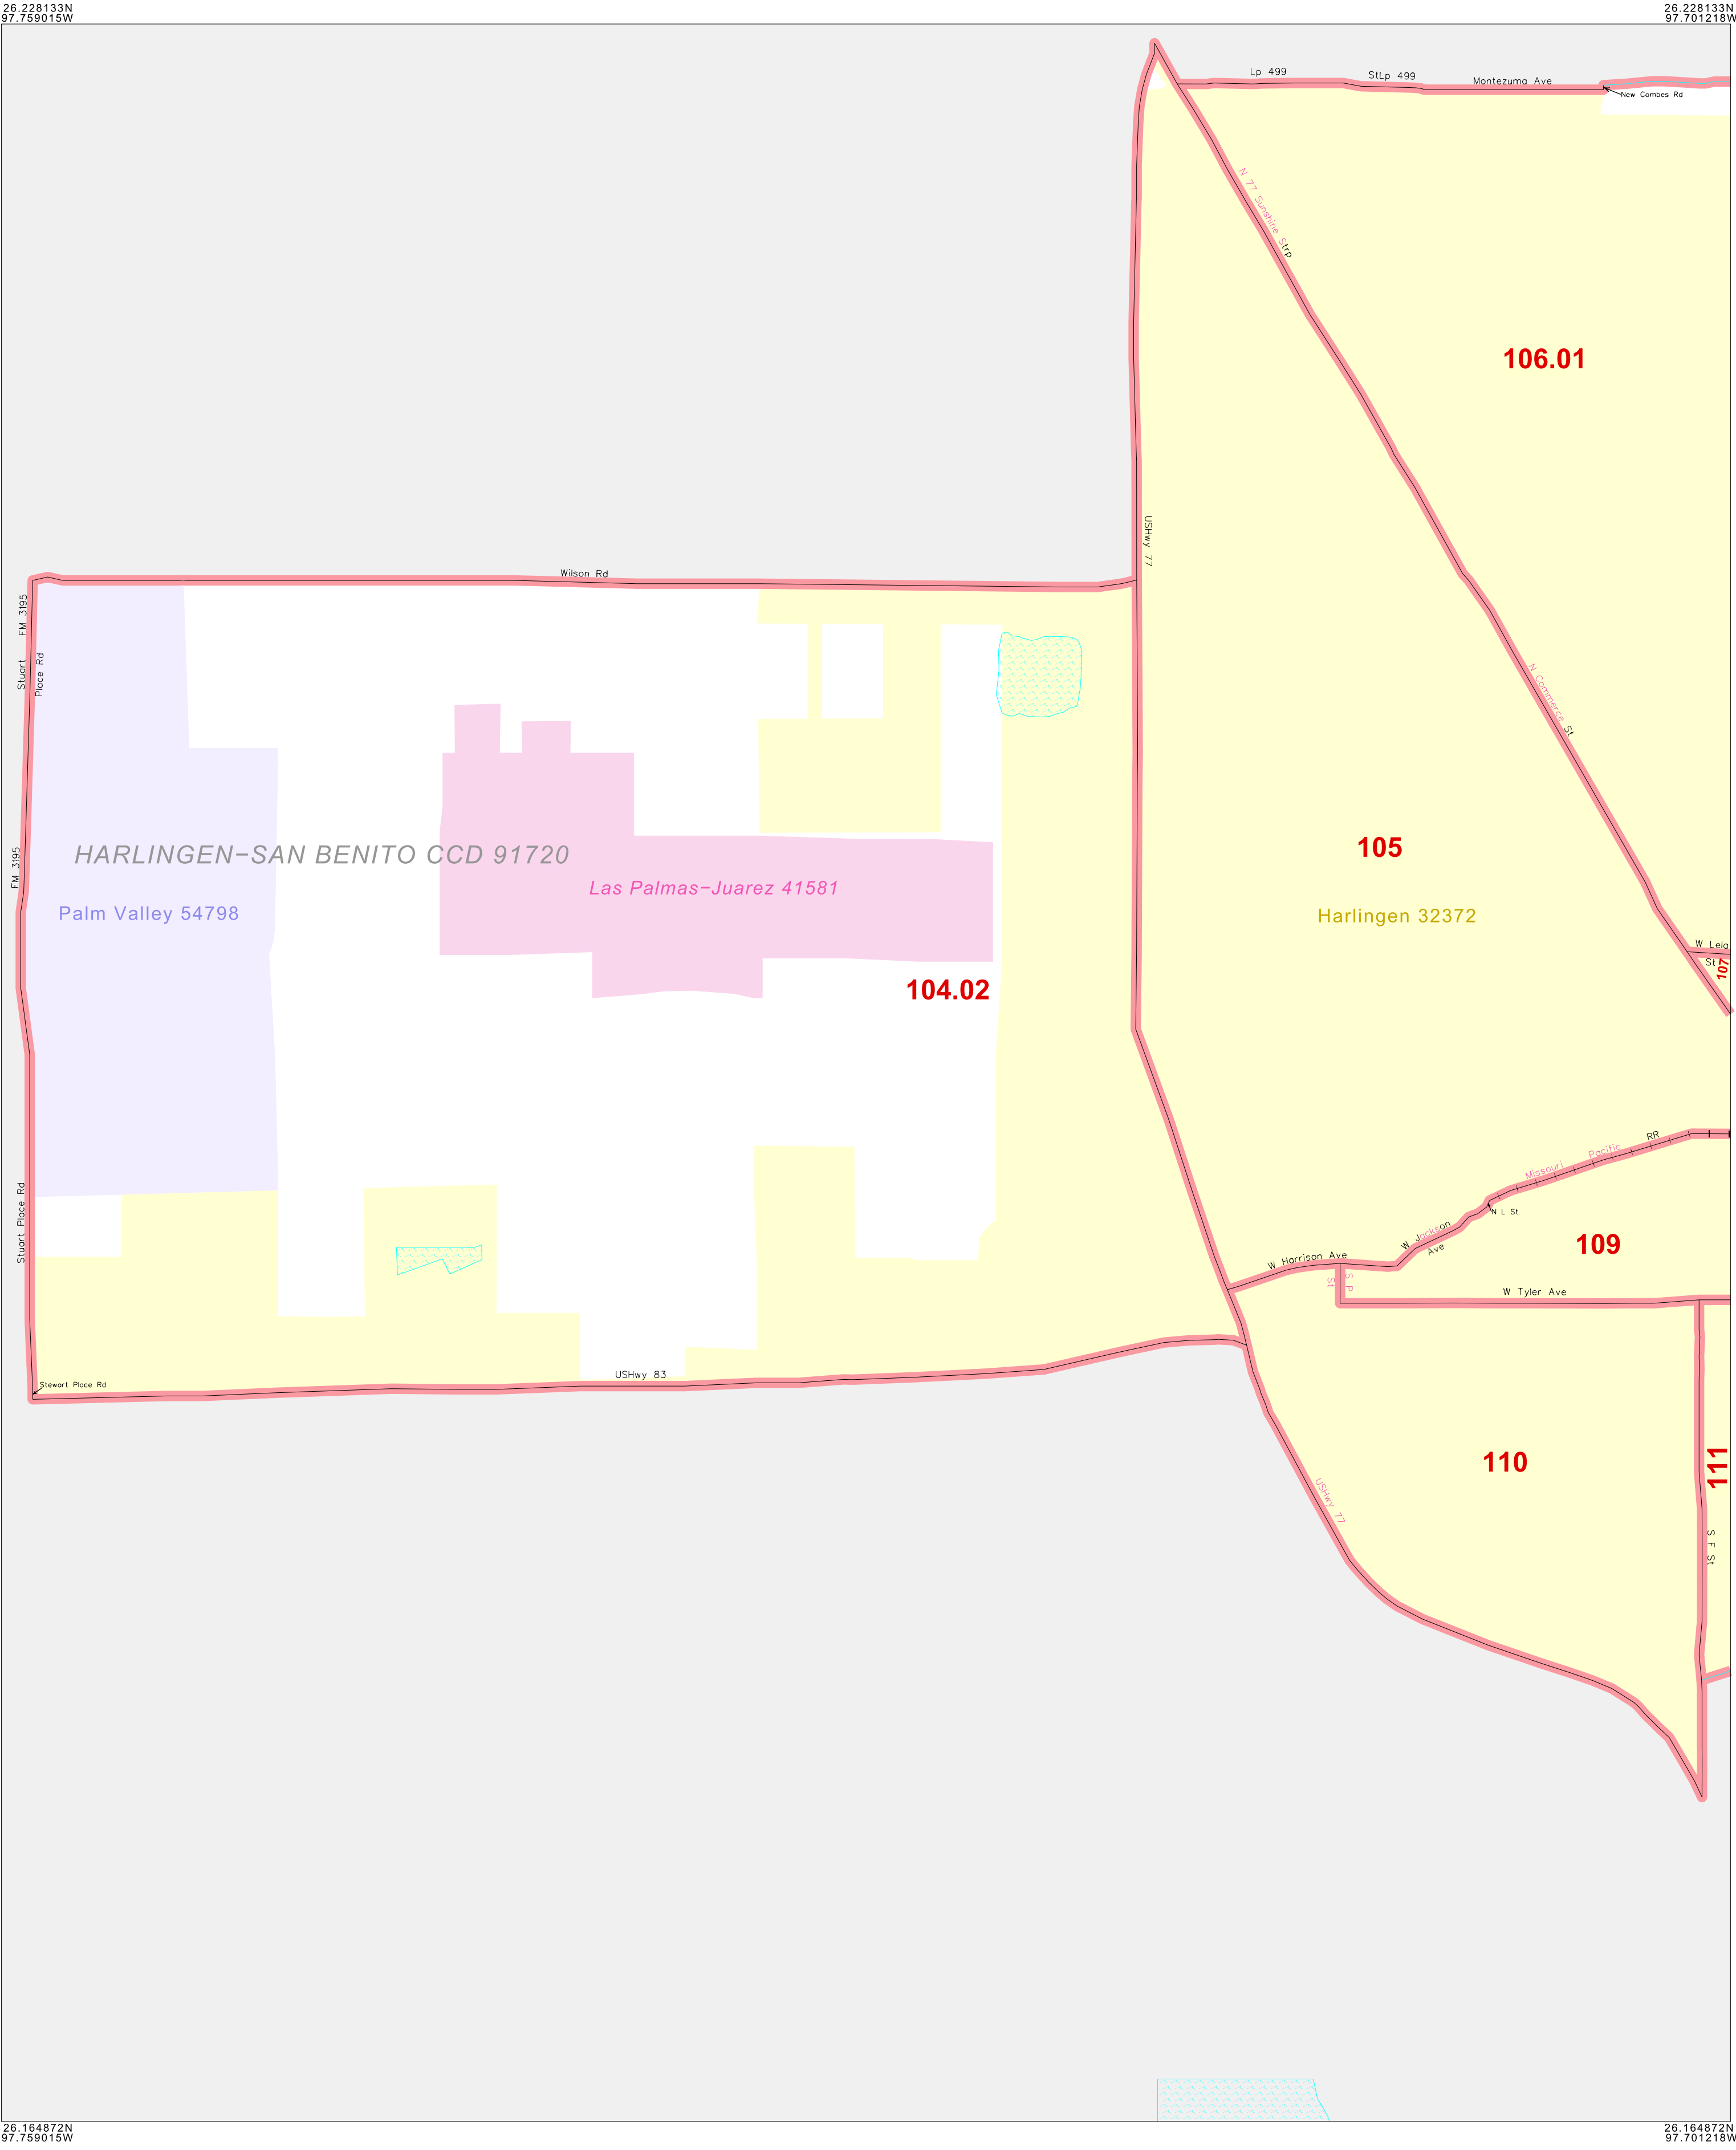 26.228133N
97.759015W
26.228133N
97.701218W
Lp 499
StLp 499
Montezuma Ave
New Combes Rd
N 77 Sunshine Strp
106.01
USHwy 77
Wilson Rd
FM 3195
Stuart
Place Rd
N Commerce St
HARLINGEN-SAN BENITO CCD 91720
105
FM 3195
Las Palmas-Juarez 41581
Palm Valley 54798
Harlingen 32372
W Lela
St
107
104.02
Missouri Pacific RR
N L St
Stuart Place Rd
W Jackson
Ave
109
W Harrison Ave
S P
St
W Tyler Ave
USHwy 83
Stewart Place Rd
110
111
USHwy 77
S F St
26.164872N
97.759015W
26.164872N
97.701218W